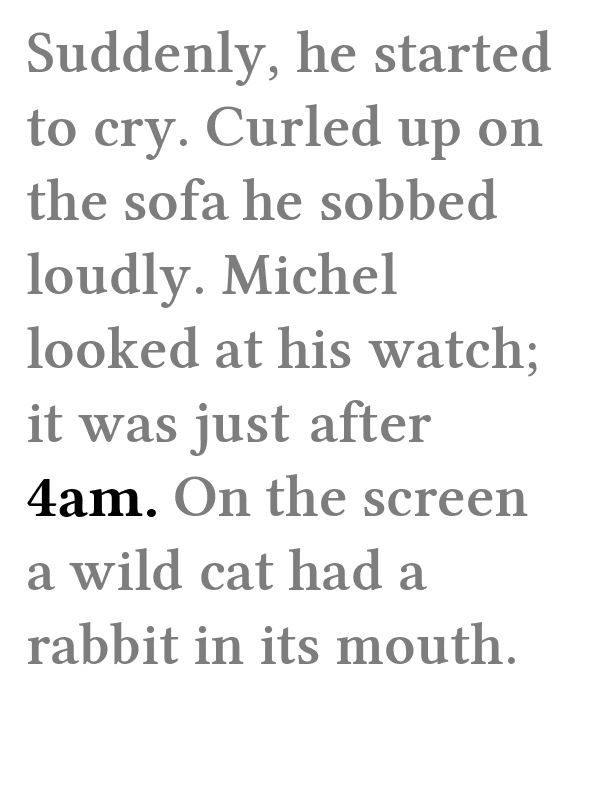 Suddenly, he started
to cry. Curled up on
the sofa he sobbed
loudly. Michel
looked at his watch;
it was just after
4am. On the screen
a wild cat had a
rabbit in its mouth.